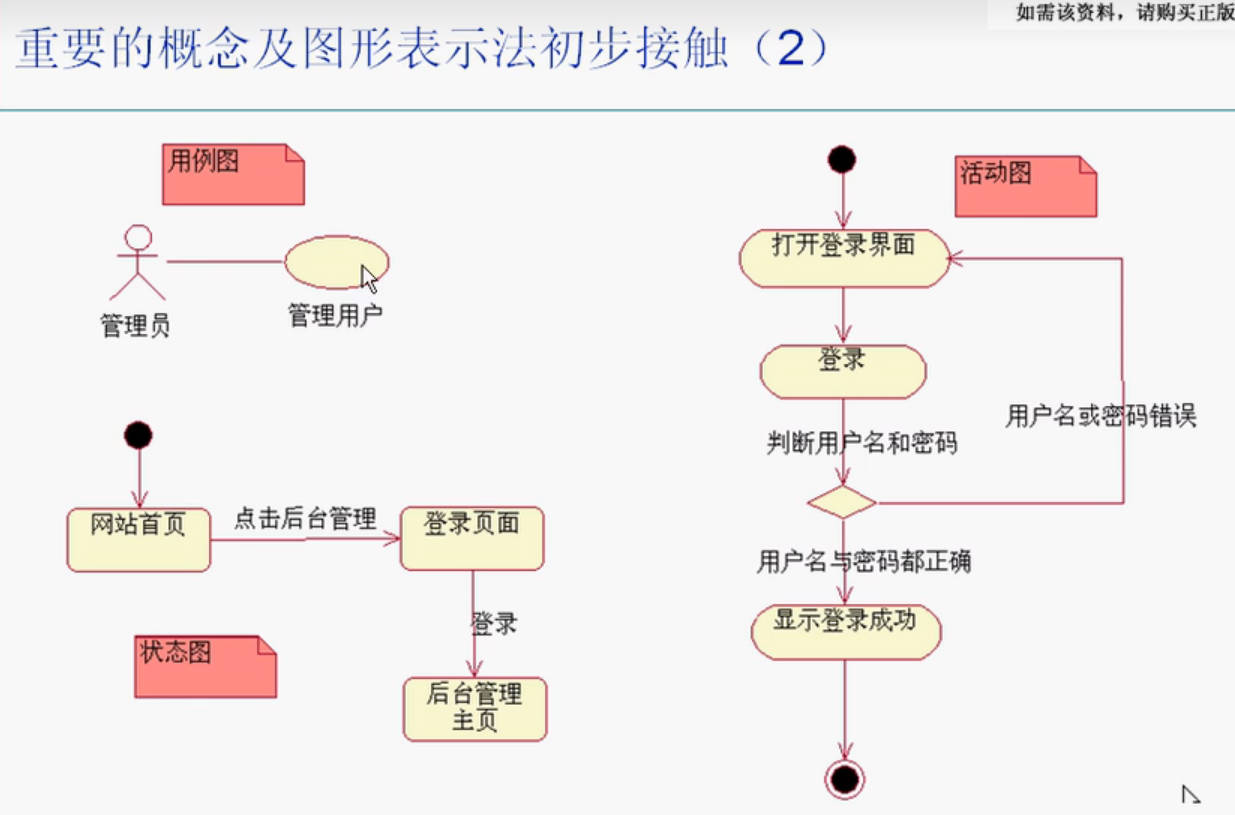 如需该资料，请购买正版
重要的概念及图形表示法初步接触（2）
用例图
管理员
管理用户
网站首页
点击后台管理
登录页面
登录
后台管理
主页
状态图
活动图
打开登录界面
登录
判断用户名和密码
用户名或密码错误
用户名与密码都正确
显示登录成功